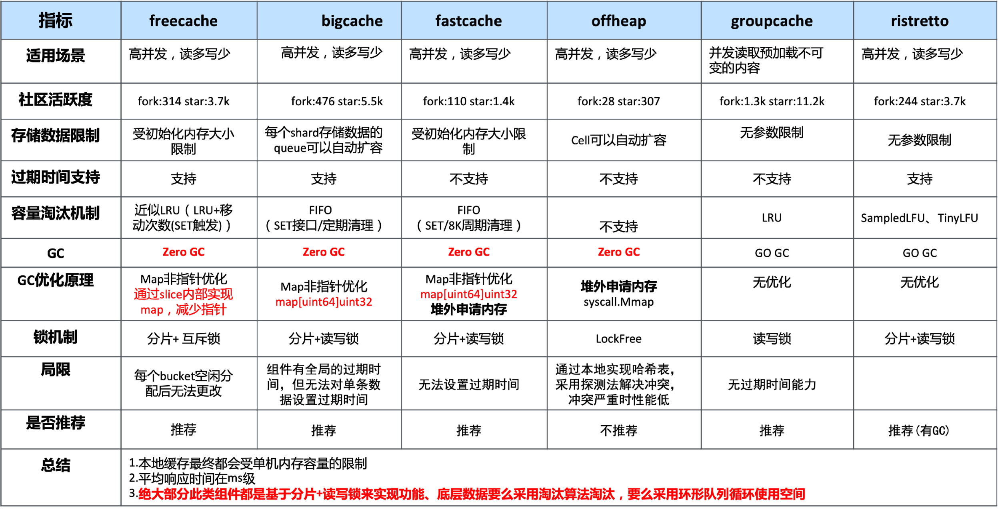 指标 freecache bigcache fastcache offheap groupcache ristretto
适用场景
高并发，读多写少
高并发，读多写少
高并发，读多写少
高并发，读多写少
并发读取预加载不可
变的内容
高并发，读多写少
社区活跃度 fork:314 star:3.7k fork:476 star:5.5k fork:110 star:1.4k fork:28 star:307 fork:1.3k starr:11.2k fork:244 star:3.7k
存储数据限制
受初始化内存大小
限制
每个shard存储数据的
queue可以自动扩容
受初始化内存大小限
制
Cell可以自动扩容
无参数限制
无参数限制
过期时间支持 支持 支持 不支持 不支持 不支持 支持
容量淘汰机制
近似LRU（LRU+移
动次数(SET触发)）
FIFO
（SET接口/定期清理）
FIFO
（SET/8K周期清理）
不支持
LRU
SampledLFU、TinyLFU
GC Zero GC Zero GC Zero GC Zero GC GO GC GO GC
GC优化原理
Map非指针优化
通过slice内部实现
map，减少指针
Map非指针优化
map[uint64]uint32
Map非指针优化
map[uint64]uint32
堆外申请内存
堆外申请内存
syscall.Mmap
无优化
无优化
锁机制 分片+ 互斥锁 分片+读写锁 分片+读写锁 LockFree 读写锁 分片+读写锁
局限
每个bucket空闲分
配后无法更改
组件有全局的过期时
间，但无法对单条数
据设置过期时间
无法设置过期时间
通过本地实现哈希表，
采用探测法解决冲突，
冲突严重时性能低
无过期时间能力
是否推荐 推荐 推荐 推荐 不推荐 推荐 推荐(有GC)
总结
1.本地缓存最终都会受单机内存容量的限制
2.平均响应时间在ms级
3.绝大部分此类组件都是基于分片+读写锁来实现功能、底层数据要么采用淘汰算法淘汰，要么采用环形队列循环使用空间